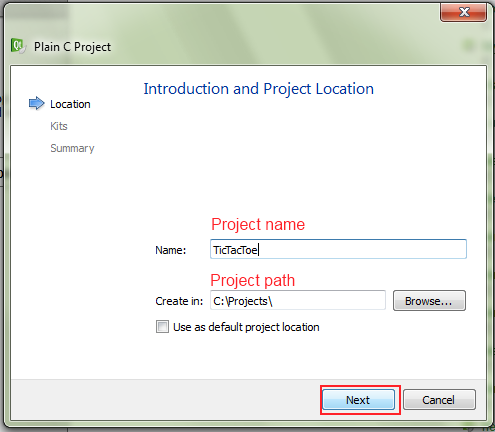 Plain C Project
Introduction and Project Location
Location
Kits
Summary
Project name
Name: TicTacToe
Project path
Create in: C:\Projects\ Browse...
Use as default project location
Next Cancel